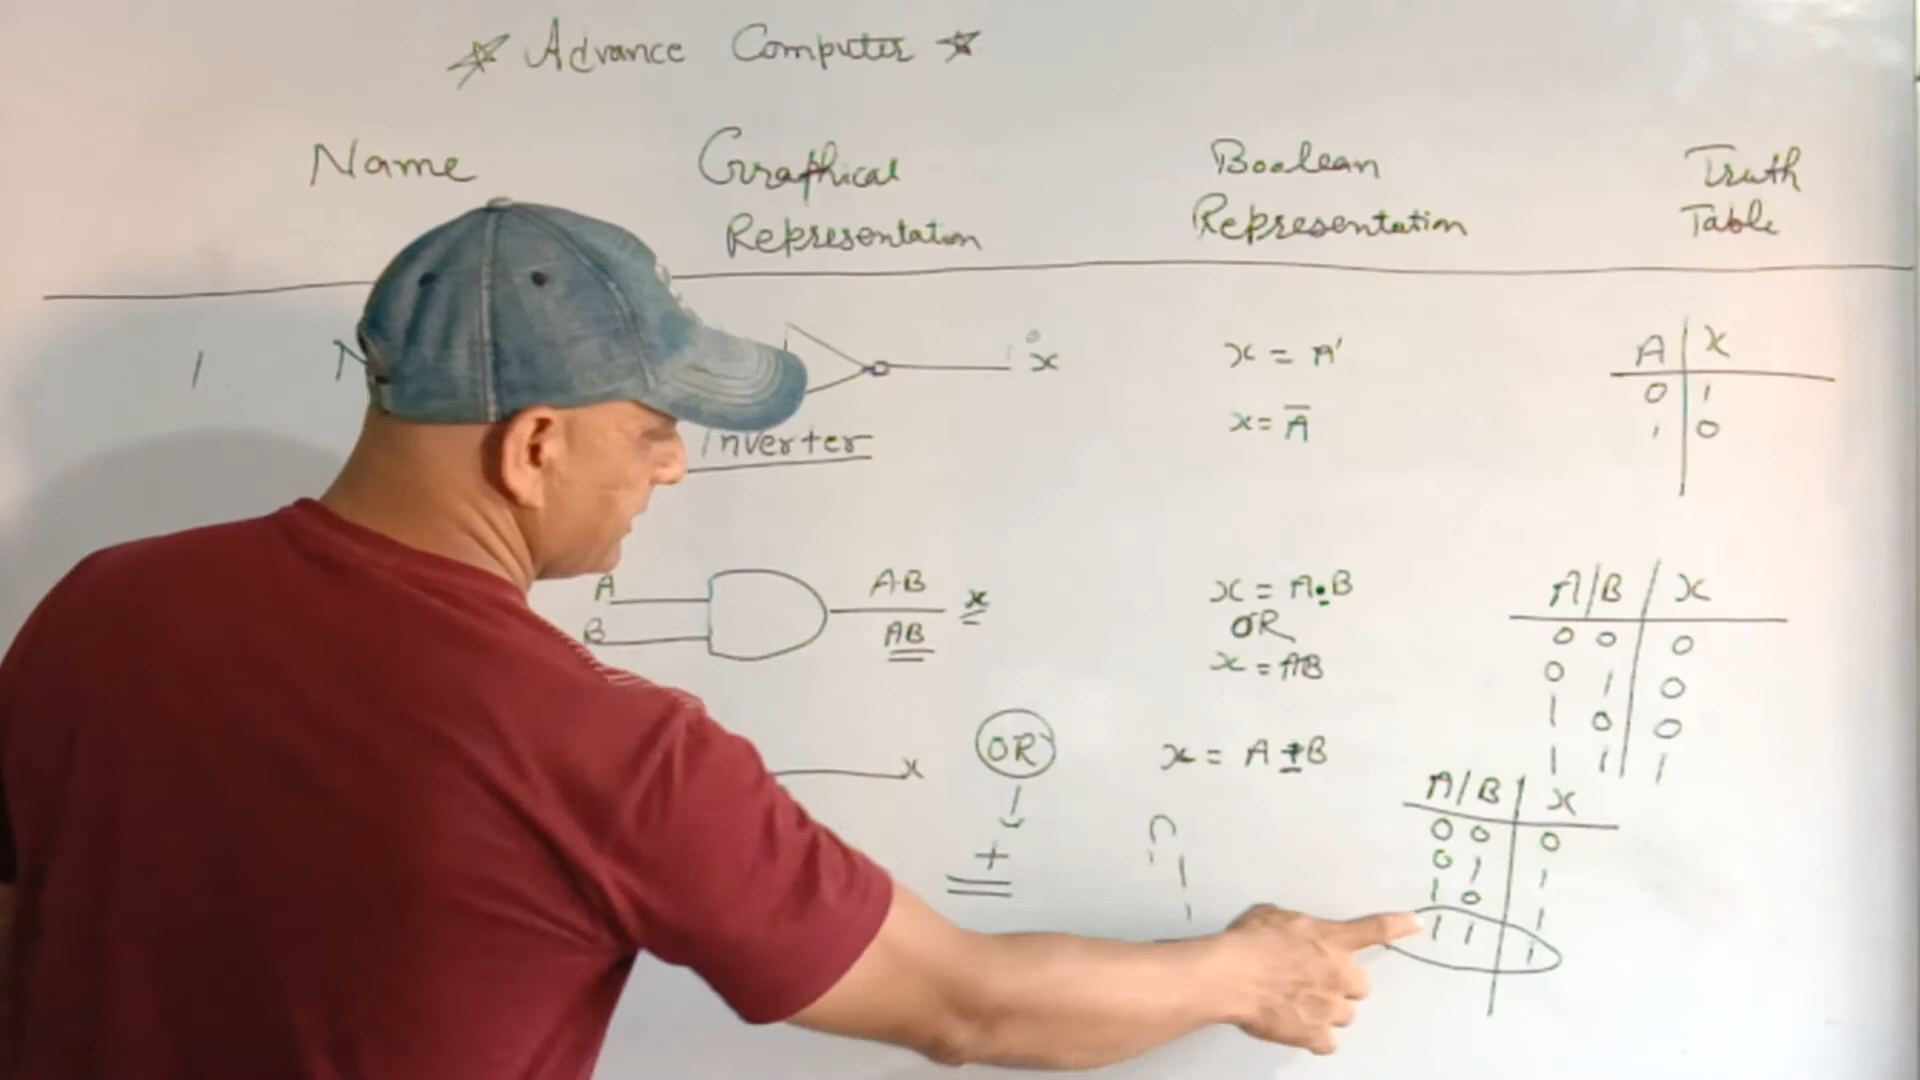 Advance Computer
Name Graphical Representation Boolean Representation Truth Table
1 N
x
Inverter
x = A'
x = A̅
A X
0 1
1 0
A
B
A·B
AB
x
x = A•B
OR
x = AB
A B X
0 0 0
0 1 0
1 0 0
1 1 1
x
OR
+
x = A + B
A B X
0 0 0
0 1 1
1 0 1
1 1 1